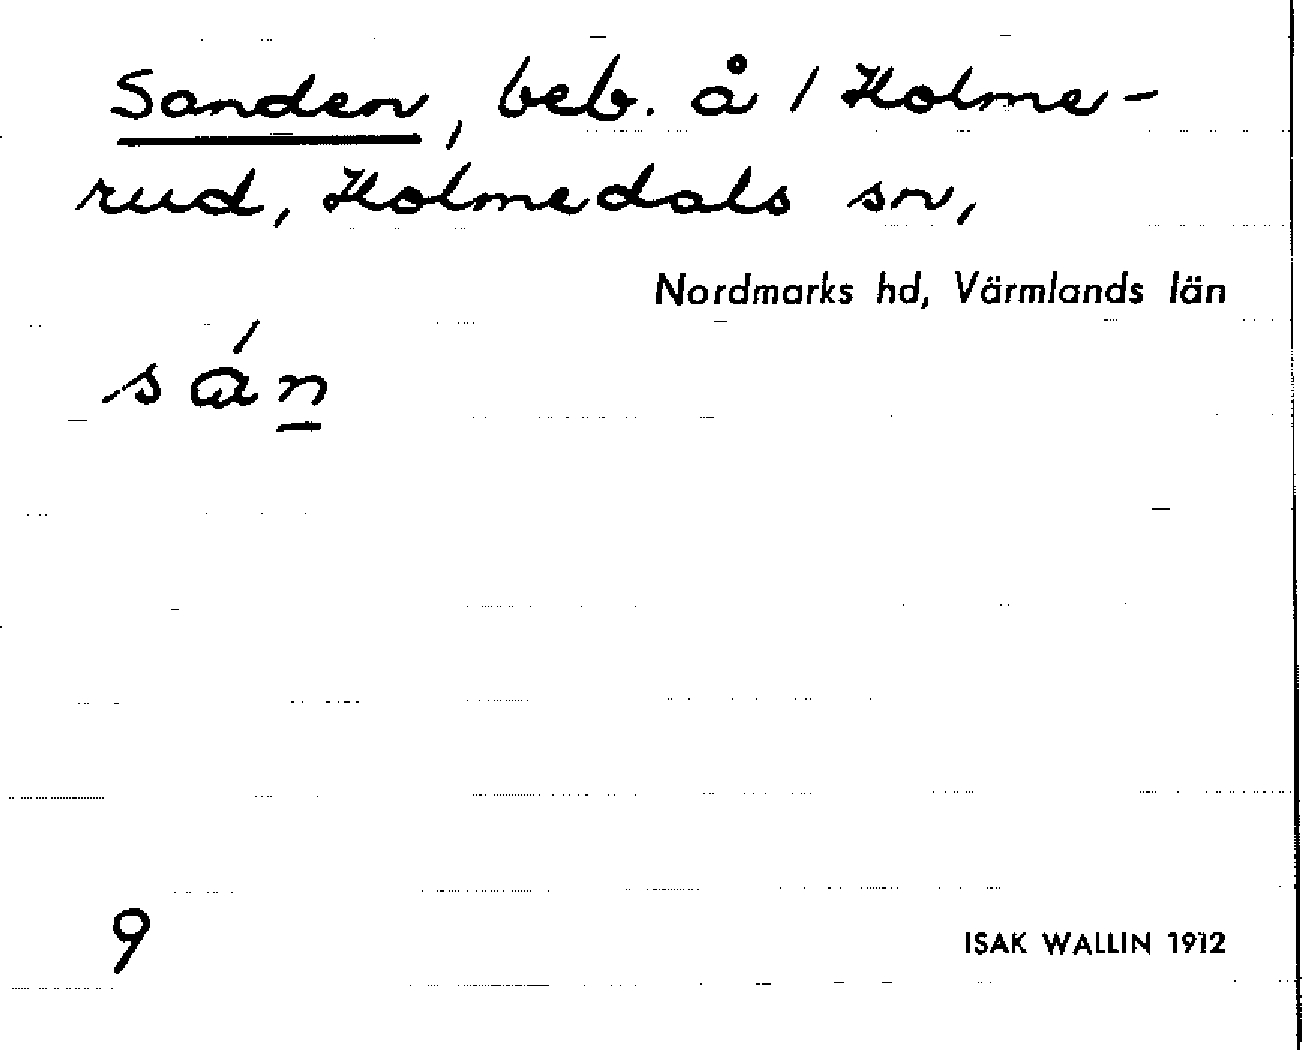 Sanden, beb. å 1 Holme-
rud, Holmedals sn,
Nordmarks hd, Värmlands län
sán̲
9
ISAK WALLIN 1912